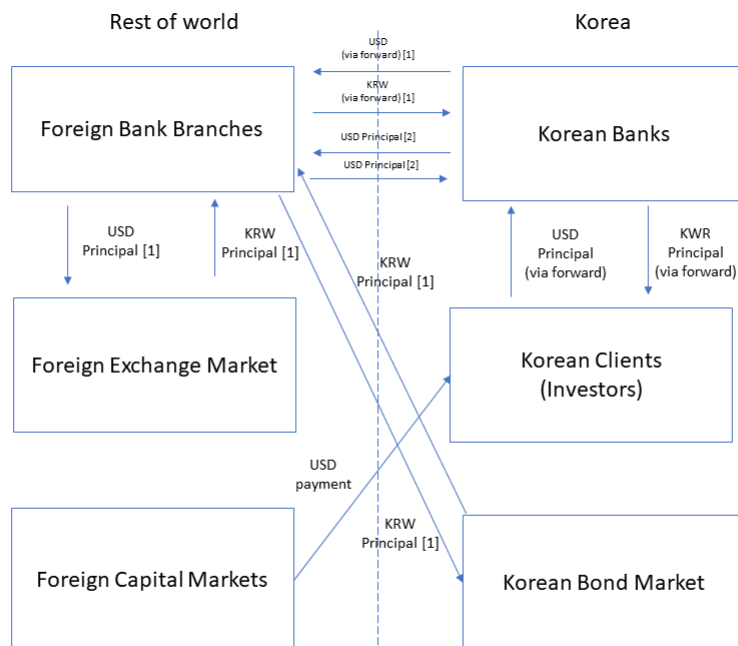 Rest of world
Korea
USD
(via forward) [1]
KRW
(via forward) [1]
USD Principal [2]
USD Principal [2]
Foreign Bank Branches
Korean Banks
USD
Principal [1]
KRW
Principal [1]
KRW
Principal [1]
USD
Principal
(via forward)
KWR
Principal
(via forward)
Foreign Exchange Market
Korean Clients
(Investors)
USD
payment
KRW
Principal [1]
Foreign Capital Markets
Korean Bond Market